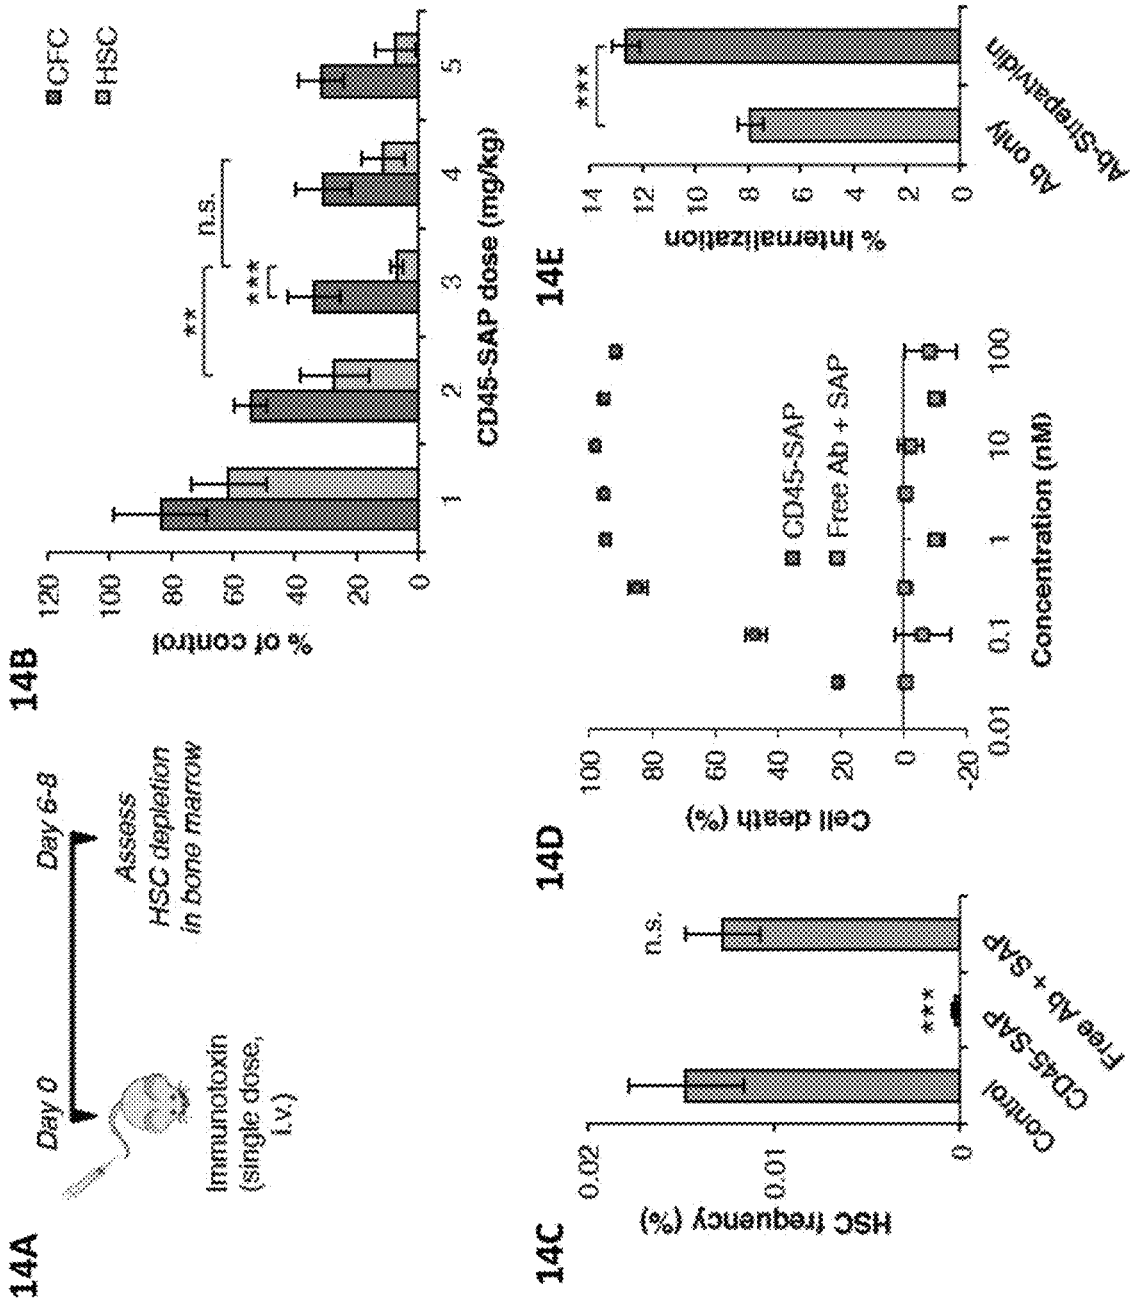 14A
Day 0
Day 6-8
Immunotoxin
(single dose,
i.v.)
Assess
HSC depletion
in bone marrow
14B
% of control
120
100
80
60
40
20
0
CFC
HSC
**
n.s.
***
1 2 3 4 5
CD45-SAP dose (mg/kg)
14C
HSC frequency (%)
0.02
0.01
0
***
n.s.
Control
CD45-SAP
Free Ab + SAP
14D
Cell death (%)
100
80
60
40
20
0
-20
CD45-SAP
Free Ab + SAP
0.01 0.1 1 10 100
Concentration (nM)
14E
% Internalization
14
12
10
8
6
4
2
0
***
Ab only
Ab-Strepatvidin